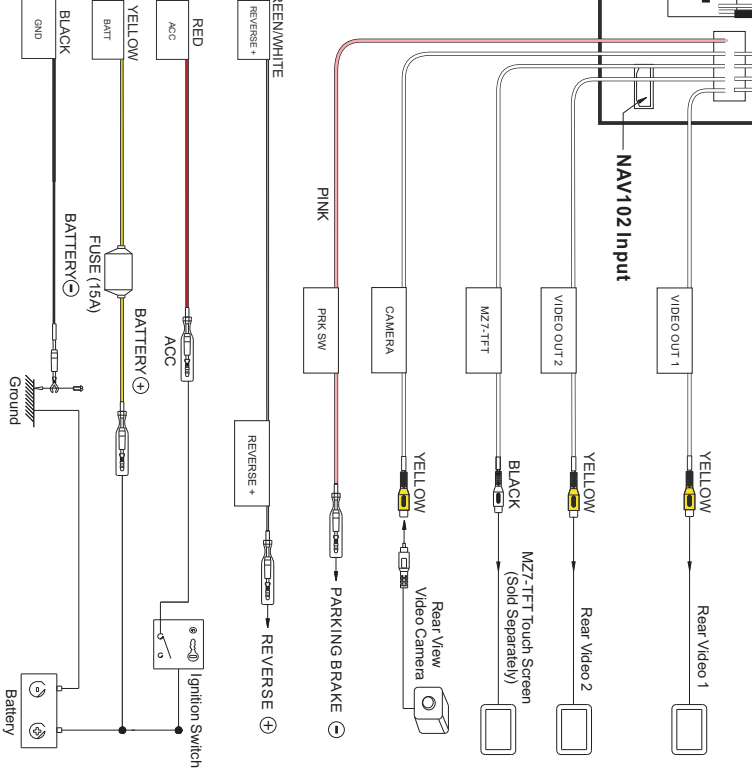 NAV102 Input
VIDEO OUT 1
YELLOW
Rear Video 1
VIDEO OUT 2
YELLOW
Rear Video 2
MZ7-TFT
BLACK
MZ7-TFT Touch Screen
(Sold Separately)
CAMERA
YELLOW
Rear View
Video Camera
PINK
PRK SW
PARKING BRAKE -
REEN/WHITE
REVERSE +
REVERSE +
REVERSE +
RED
ACC
ACC
Ignition Switch
YELLOW
BATT
FUSE (15A)
BATTERY +
BLACK
GND
BATTERY -
Ground
- +
Battery